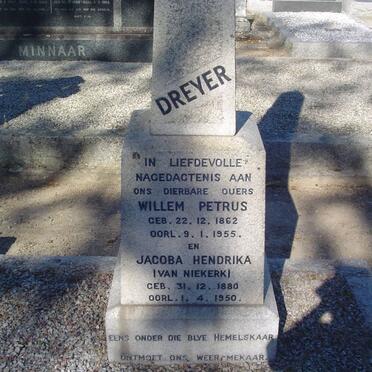 MINNAAR
DREYER
IN LIEFDEVOLLE
NAGEDAGTENIS AAN
ONS DIERBARE OUERS
WILLEM PETRUS
GEB. 22. 12. 1862
OORL. 9. 1. 1955.
EN
JACOBA HENDRIKA
(VAN NIEKERK)
GEB. 31. 12. 1880
OORL. 1. 4. 1950.
EENS ONDER DIE BLYE HEMELSKAAR
ONTMOET ONS WEER MEKAAR.